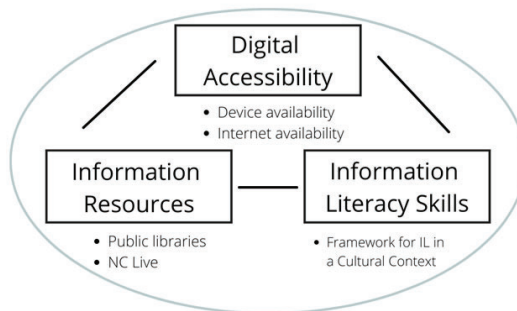 Digital
Accessibility
• Device availability
• Internet availability
Information
Resources
• Public libraries
• NC Live
Information
Literacy Skills
• Framework for IL in
a Cultural Context